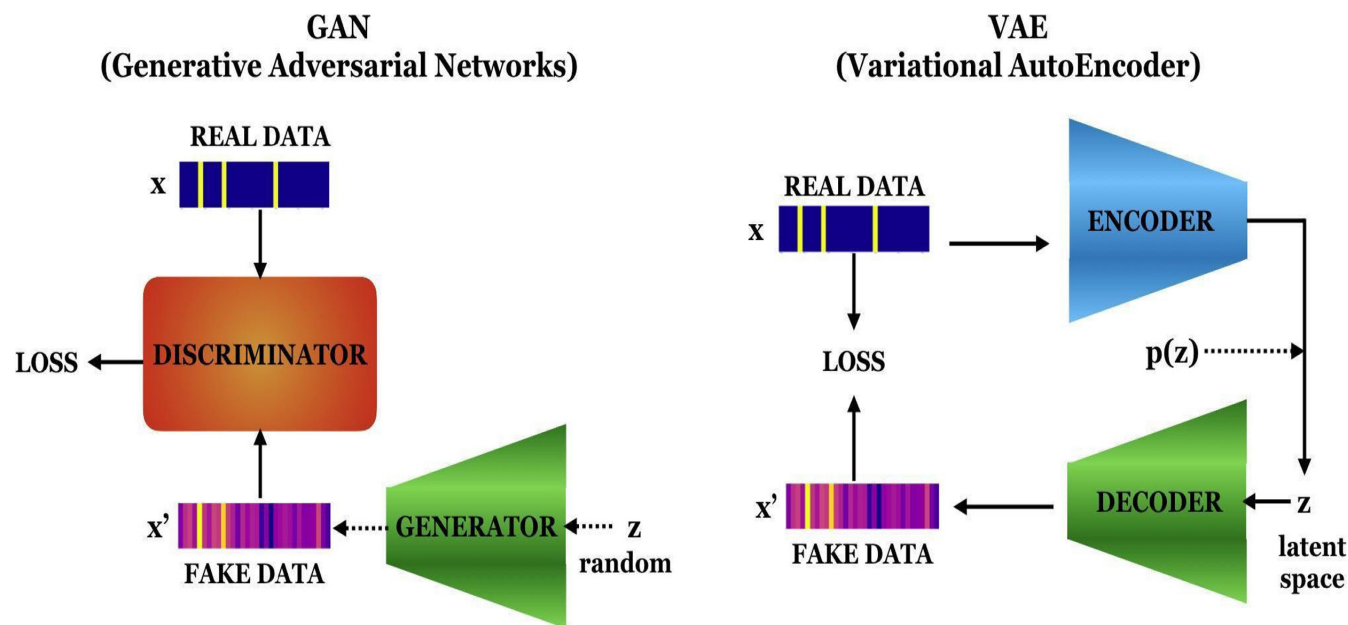 GAN
(Generative Adversarial Networks)
REAL DATA
x
DISCRIMINATOR
LOSS
x'
GENERATOR
z
random
FAKE DATA
VAE
(Variational AutoEncoder)
REAL DATA
x
ENCODER
LOSS
p(z)
x'
DECODER
z
latent
space
FAKE DATA